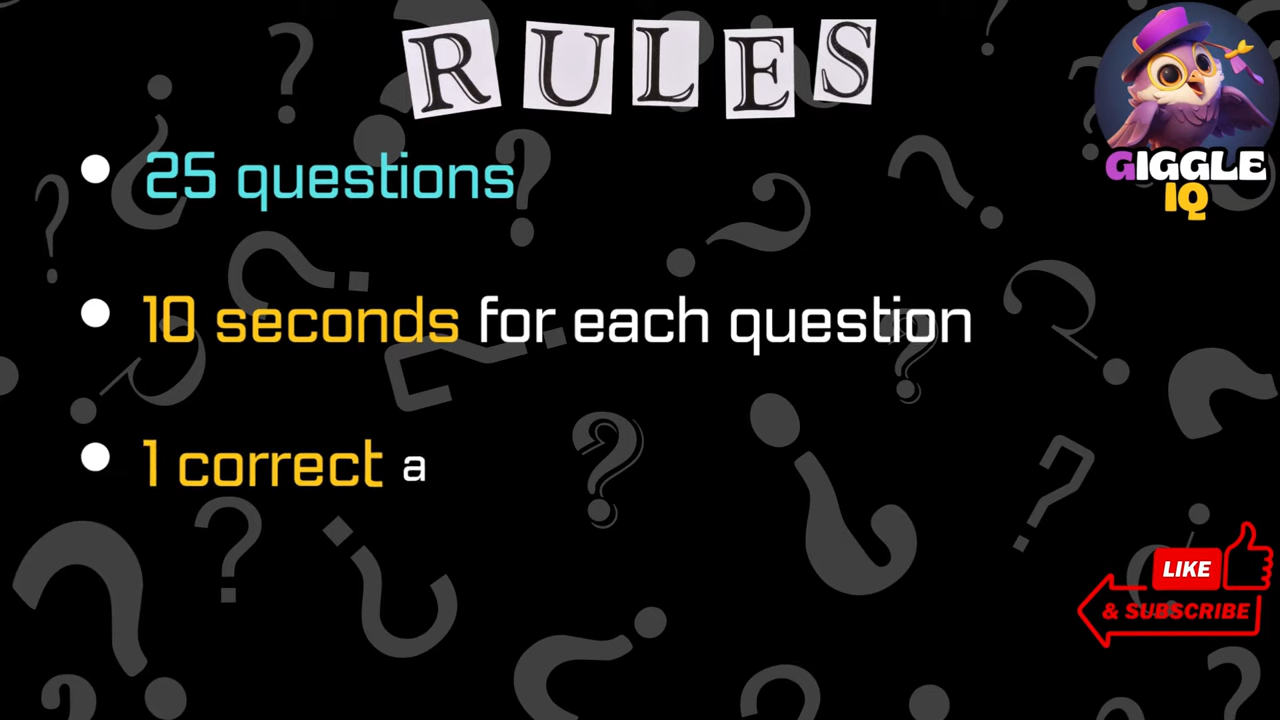 RULES
GIGGLE
IQ
25 questions
10 seconds for each question
1 correct a
LIKE
& SUBSCRIBE